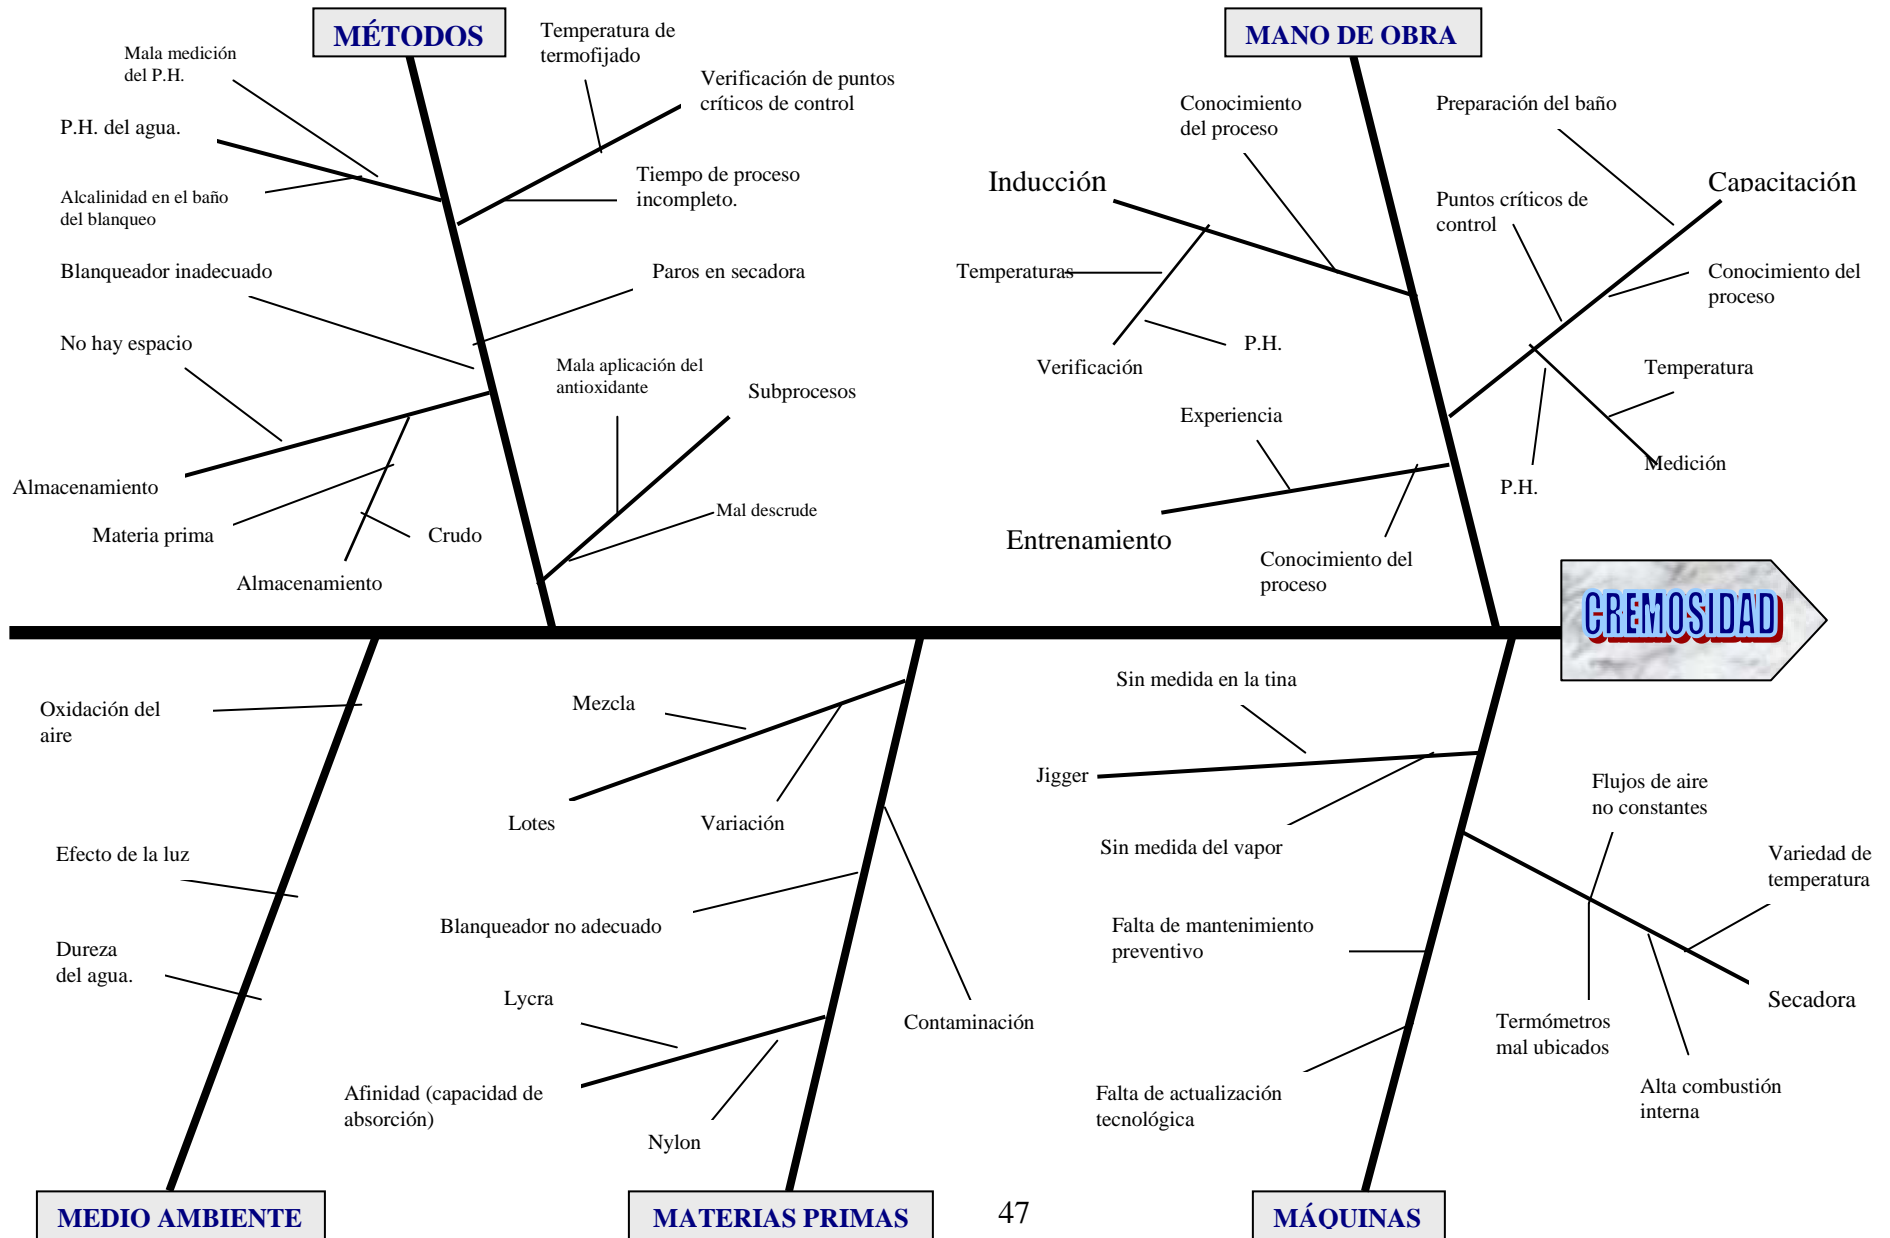 MÉTODOS
Mala medición
del P.H.
Temperatura de
termofijado
Verificación de puntos
críticos de control
P.H. del agua.
Alcalinidad en el baño
del blanqueo
Tiempo de proceso
incompleto.
Blanqueador inadecuado
Paros en secadora
No hay espacio
Mala aplicación del
antioxidante
Subprocesos
Almacenamiento
Materia prima
Crudo
Mal descrude
Almacenamiento
MANO DE OBRA
Conocimiento
del proceso
Preparación del baño
Inducción
Puntos críticos de
control
Capacitación
Temperaturas
Conocimiento del
proceso
P.H.
Verificación
Temperatura
Experiencia
Medición
P.H.
Entrenamiento
Conocimiento del
proceso
CREMOSIDAD
Oxidación del
aire
Efecto de la luz
Dureza
del agua.
MEDIO AMBIENTE
Mezcla
Lotes
Variación
Blanqueador no adecuado
Lycra
Contaminación
Afinidad (capacidad de
absorción)
Nylon
MATERIAS PRIMAS
47
Sin medida en la tina
Jigger
Flujos de aire
no constantes
Sin medida del vapor
Variedad de
temperatura
Falta de mantenimiento
preventivo
Secadora
Termómetros
mal ubicados
Falta de actualización
tecnológica
Alta combustión
interna
MÁQUINAS